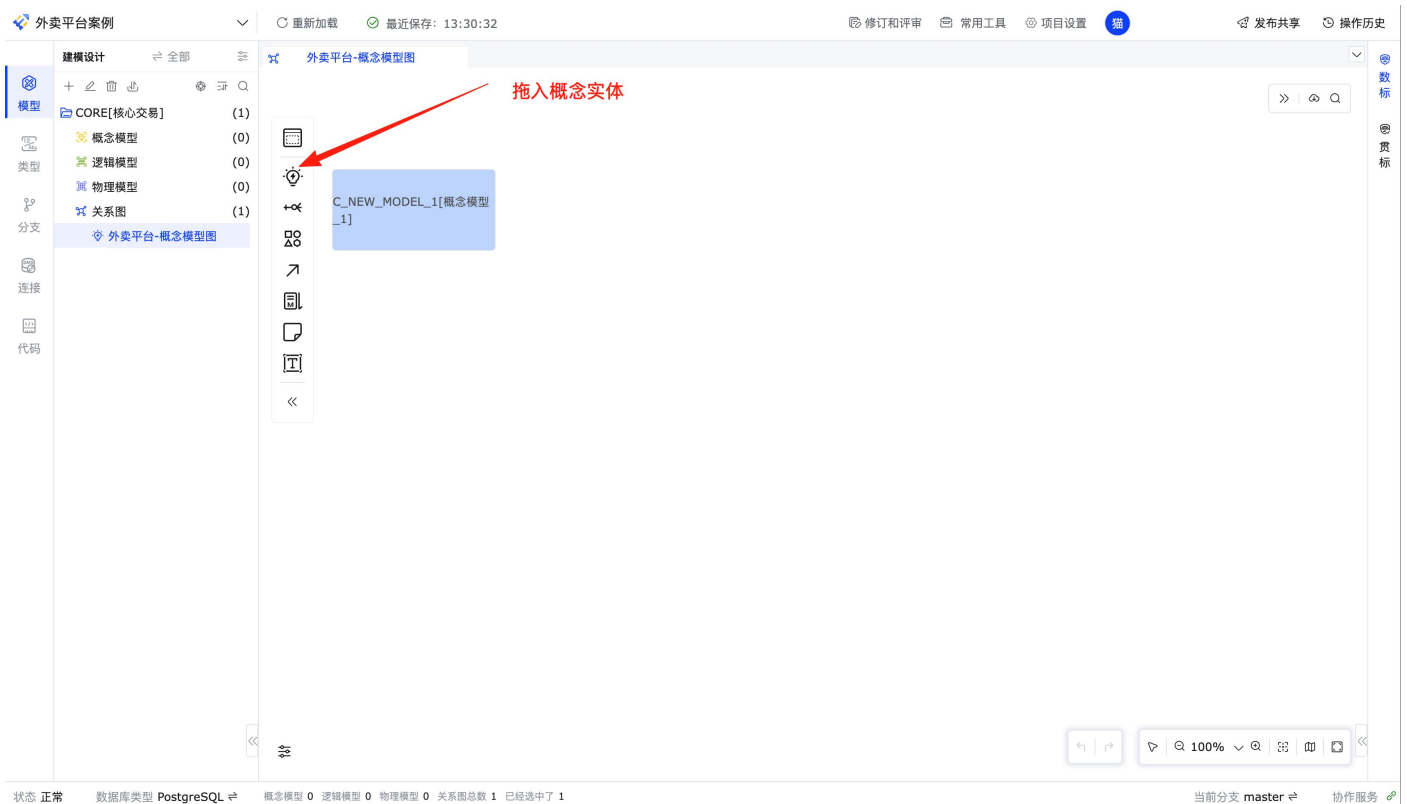 外卖平台案例
重新加载
最近保存: 13:30:32
修订和评审
常用工具
项目设置
猫
发布共享
操作历史
建模设计
全部
外卖平台-概念模型图
模型
类型
分支
连接
代码
CORE[核心交易] (1)
概念模型 (0)
逻辑模型 (0)
物理模型 (0)
关系图 (1)
外卖平台-概念模型图
拖入概念实体
C_NEW_MODEL_1[概念模型
_1]
数
标
贯
标
100%
状态 正常
数据库类型 PostgreSQL
概念模型 0 逻辑模型 0 物理模型 0 关系图总数 1 已经选中了 1
当前分支 master
协作服务